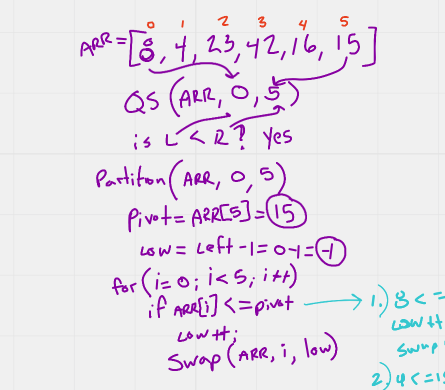 0 1 2 3 4 5
ARR = [8, 4, 23, 42, 16, 15]
QS (ARR, 0, 5)
is L < R? Yes
Partition (ARR, 0, 5)
Pivot = ARR[5] = 15
Low = Left - 1 = 0 - 1 = -1
for (i = 0; i < 5; i++)
if ARR[i] <= pivot
low++;
Swap (ARR, i, low)
1.) 8 <=
low++
Swap
2.) 4 <= 1